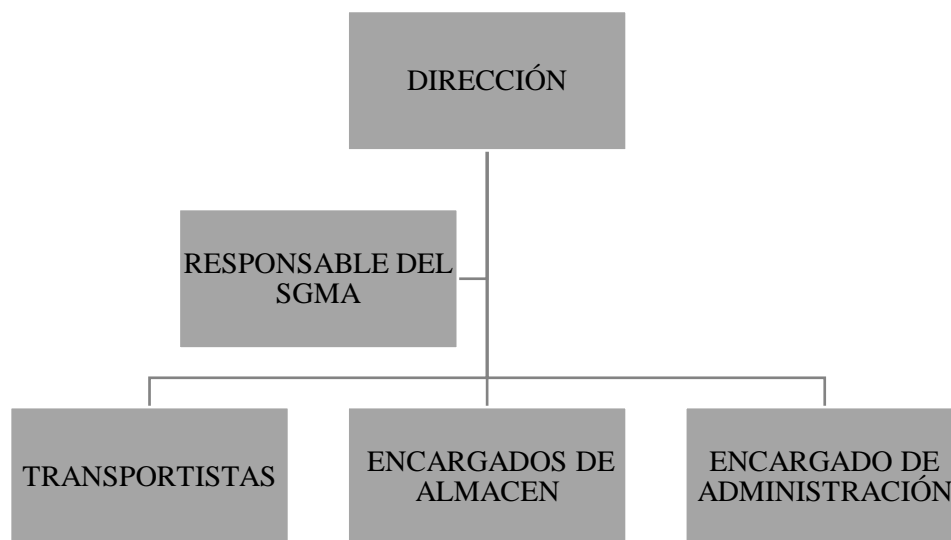 DIRECCIÓN
RESPONSABLE DEL
SGMA
TRANSPORTISTAS
ENCARGADOS DE
ALMACEN
ENCARGADO DE
ADMINISTRACIÓN